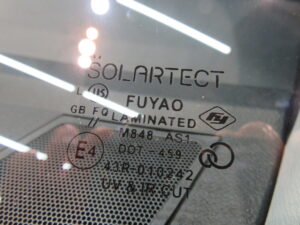 SOLARTECT
FUYAO
LAMINATED
GB FQ
M848 AS1
E4
DOT 459
43R-010242
UV & IR CUT